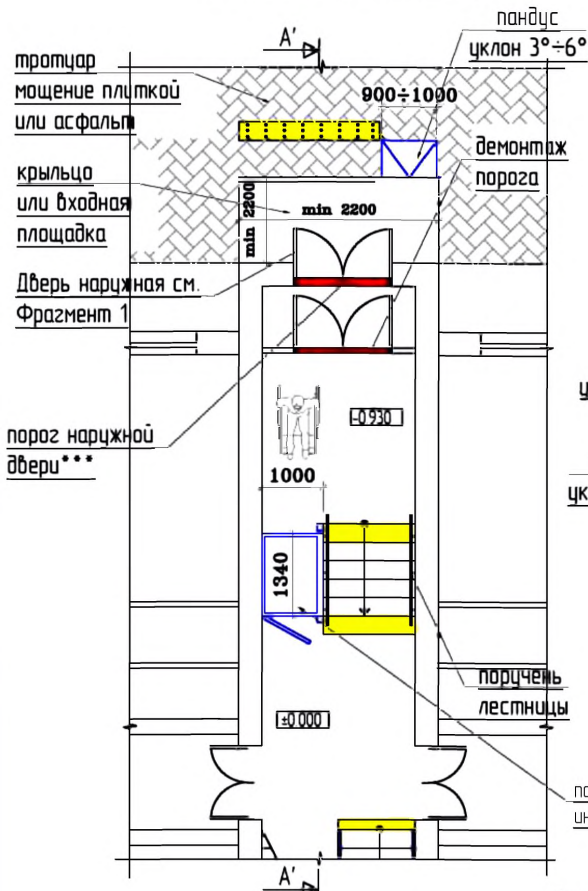 А'
пандус
уклон 3°÷6°
тротуар
мощение плиткой
или асфальт
900÷1000
демонтаж
порога
крыльцо
или входная
площадка
min 2200
min 2200
Дверь наружная см.
Фрагмент 1
порог наружной
двери***
-0.930
1000
1340
поручень
лестницы
±0.000
А'